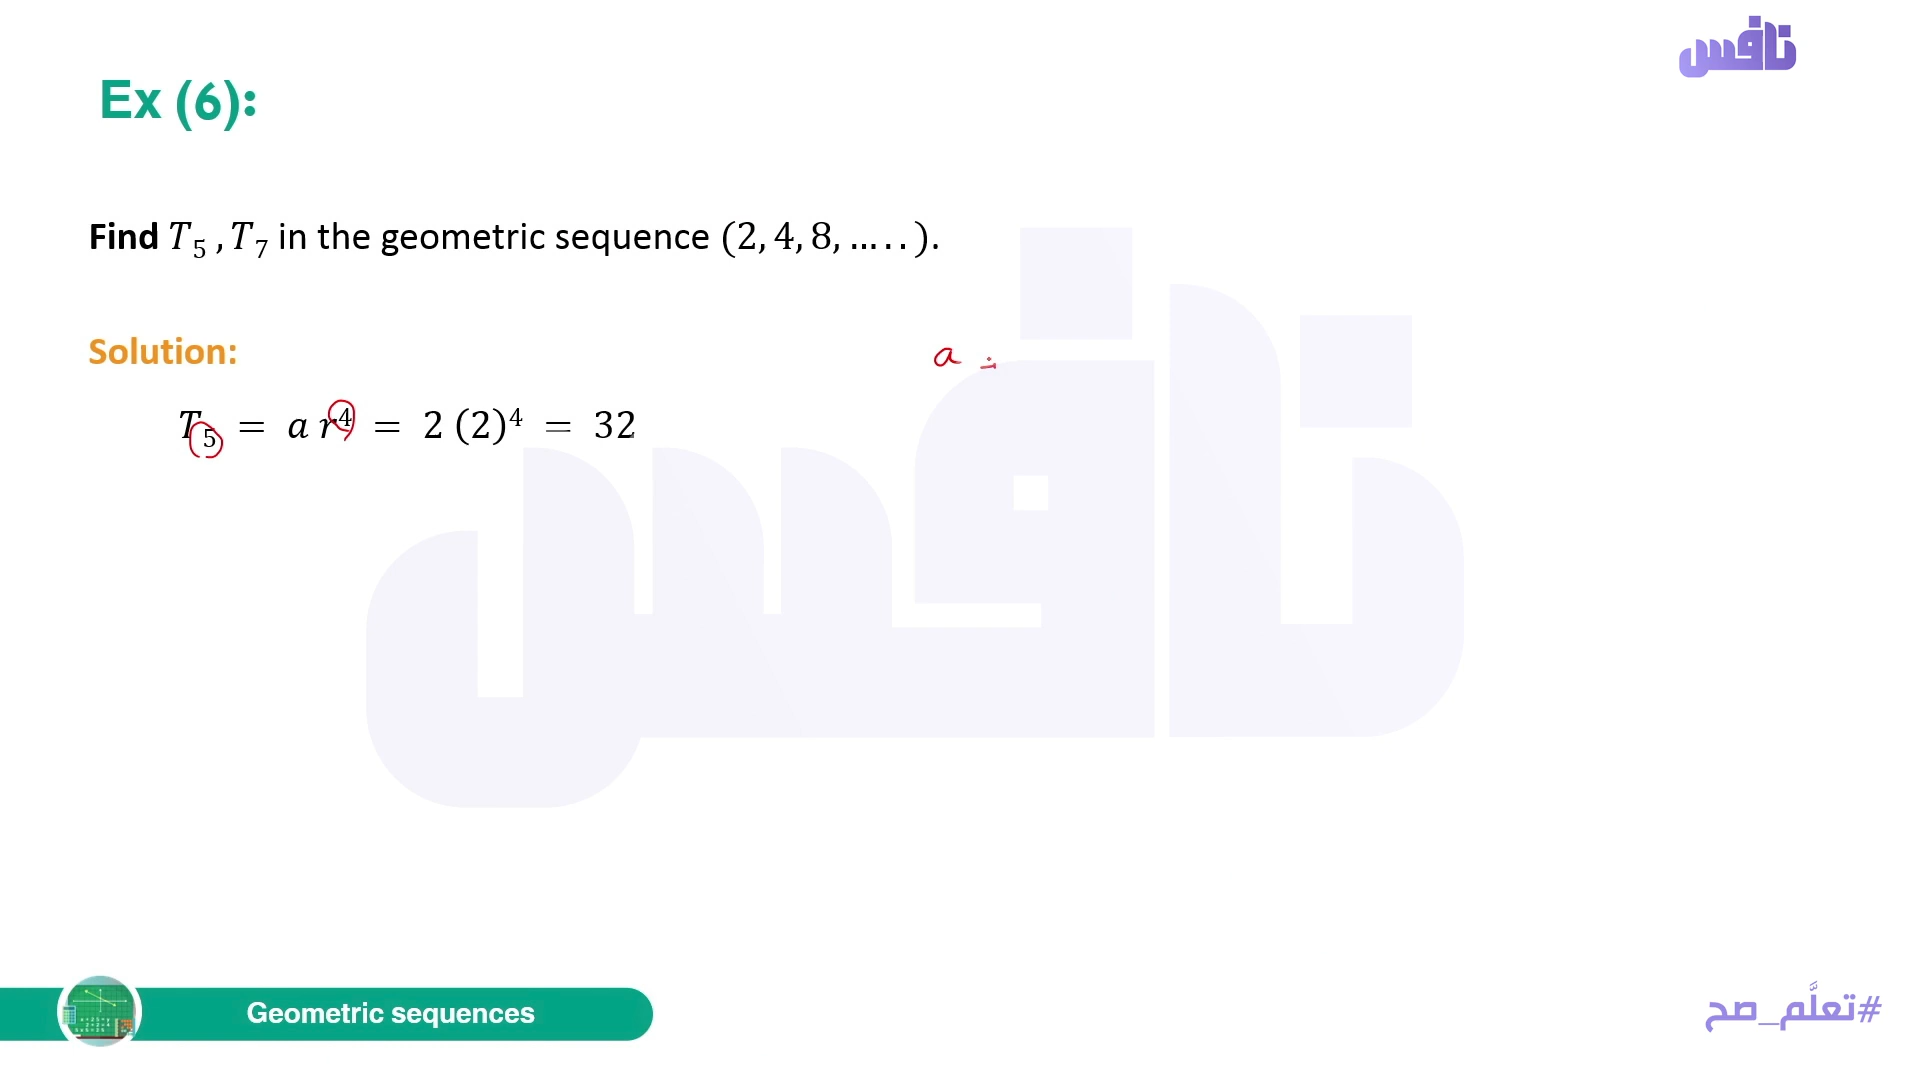 نافس
Ex (6):
Find T₅ , T₇ in the geometric sequence (2, 4, 8, ... . . ).
Solution:
a =
T₅ = a r⁴ = 2 (2)⁴ = 32
Geometric sequences
#تعلَّم_صح